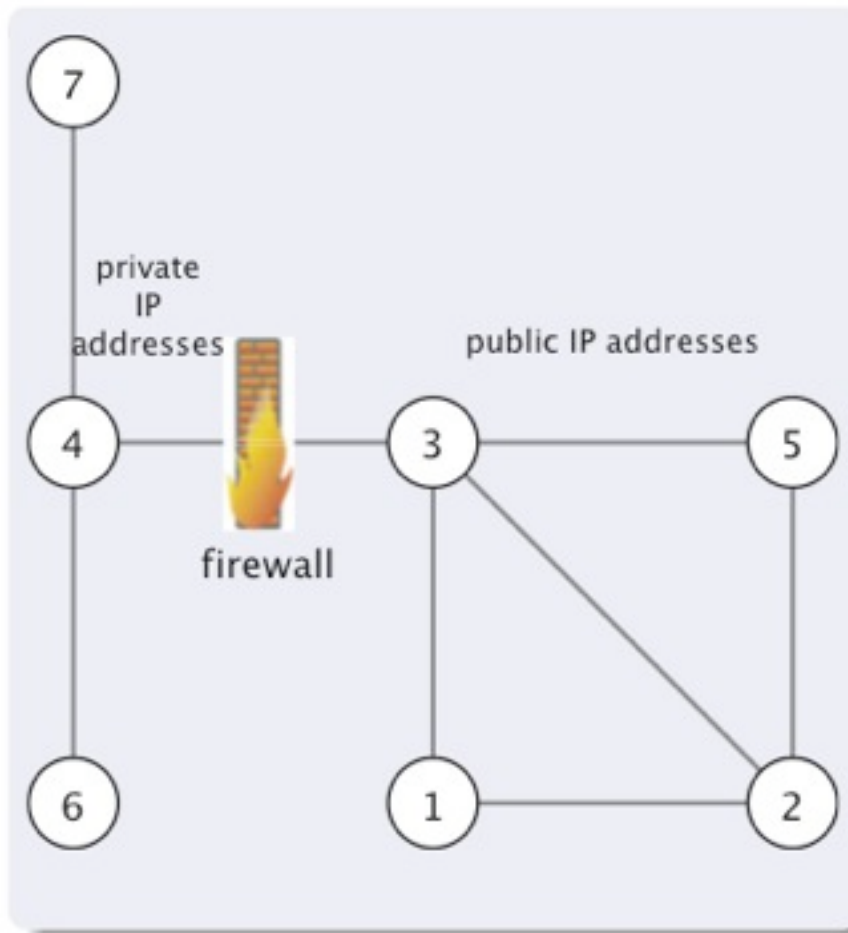 7
private
IP
addresses
public IP addresses
4
3
5
firewall
6
1
2